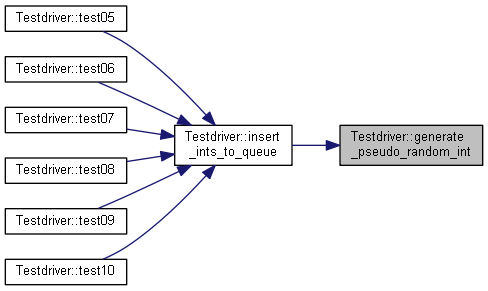 Testdriver::test05
Testdriver::test06
Testdriver::test07
Testdriver::test08
Testdriver::test09
Testdriver::test10
Testdriver::insert
_ints_to_queue
Testdriver::generate
_pseudo_random_int